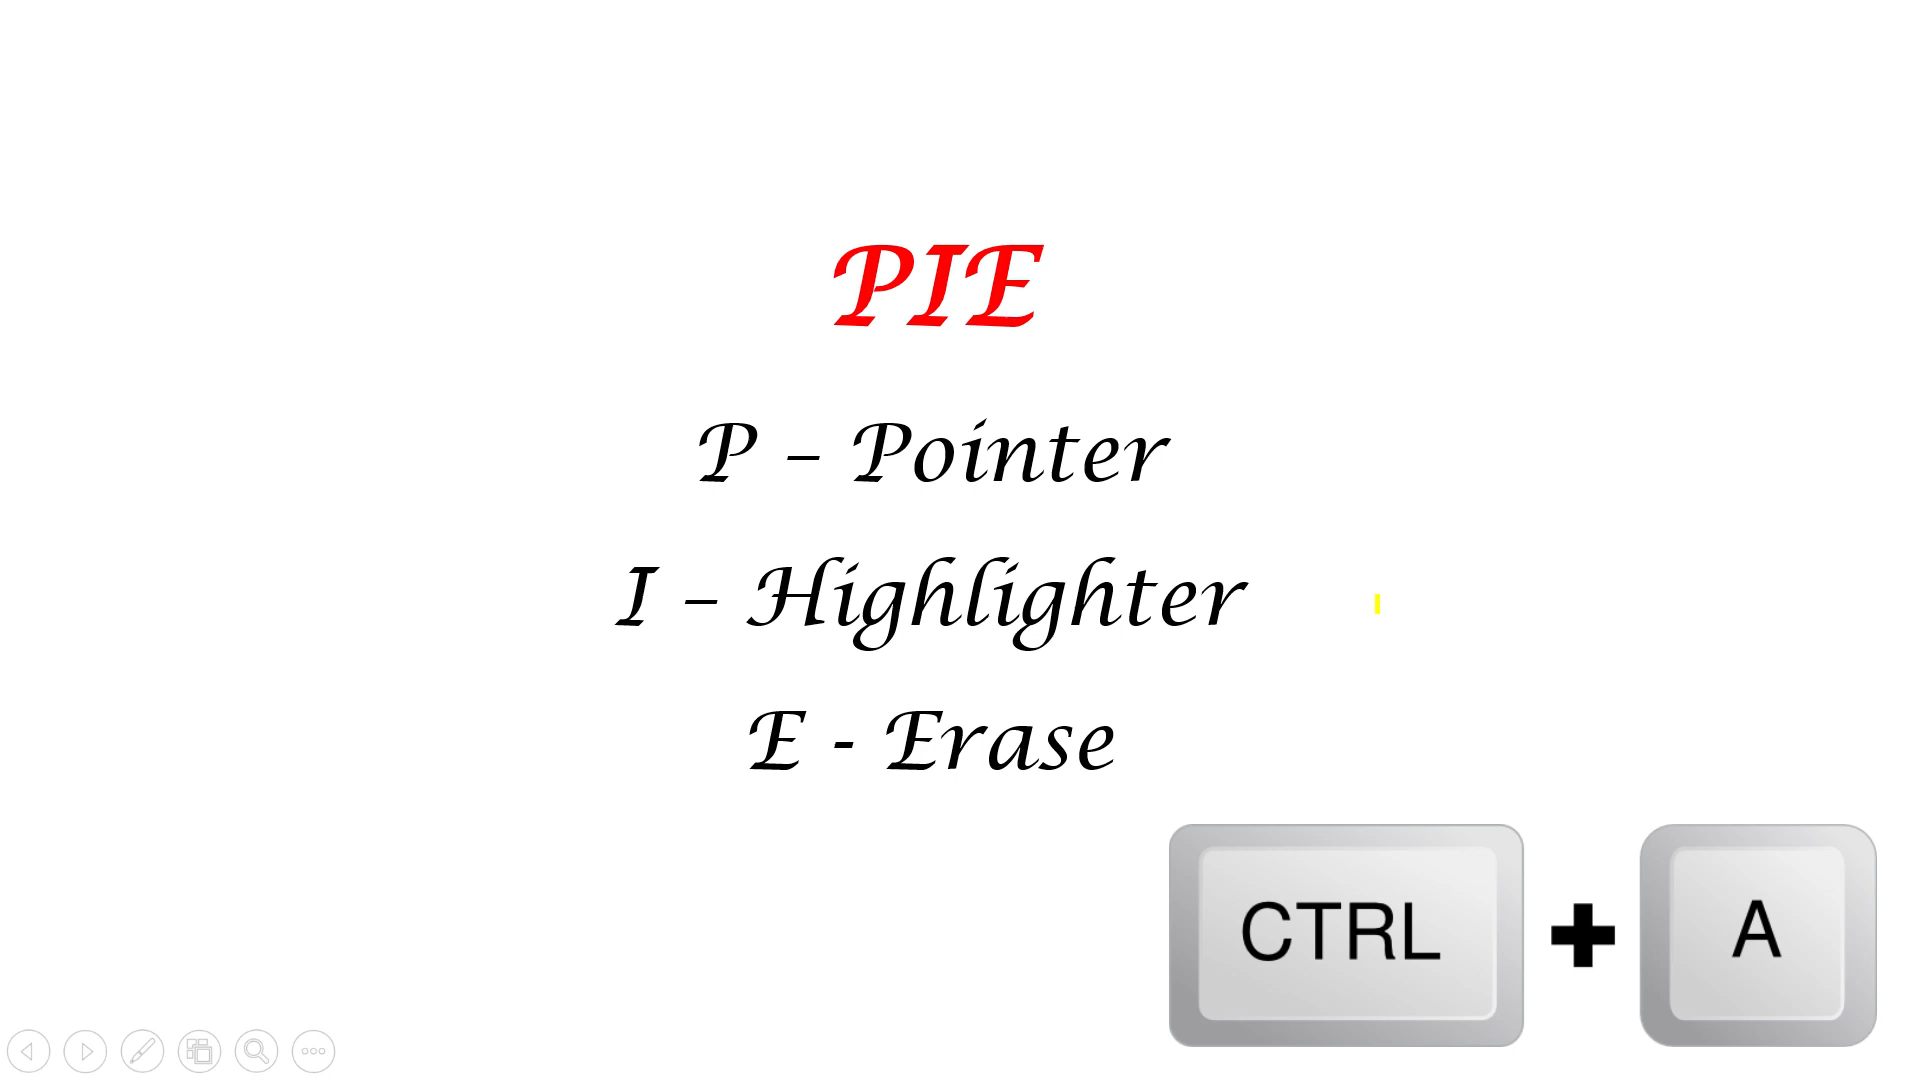 PIE
P – Pointer
I – Highlighter
E - Erase
CTRL + A